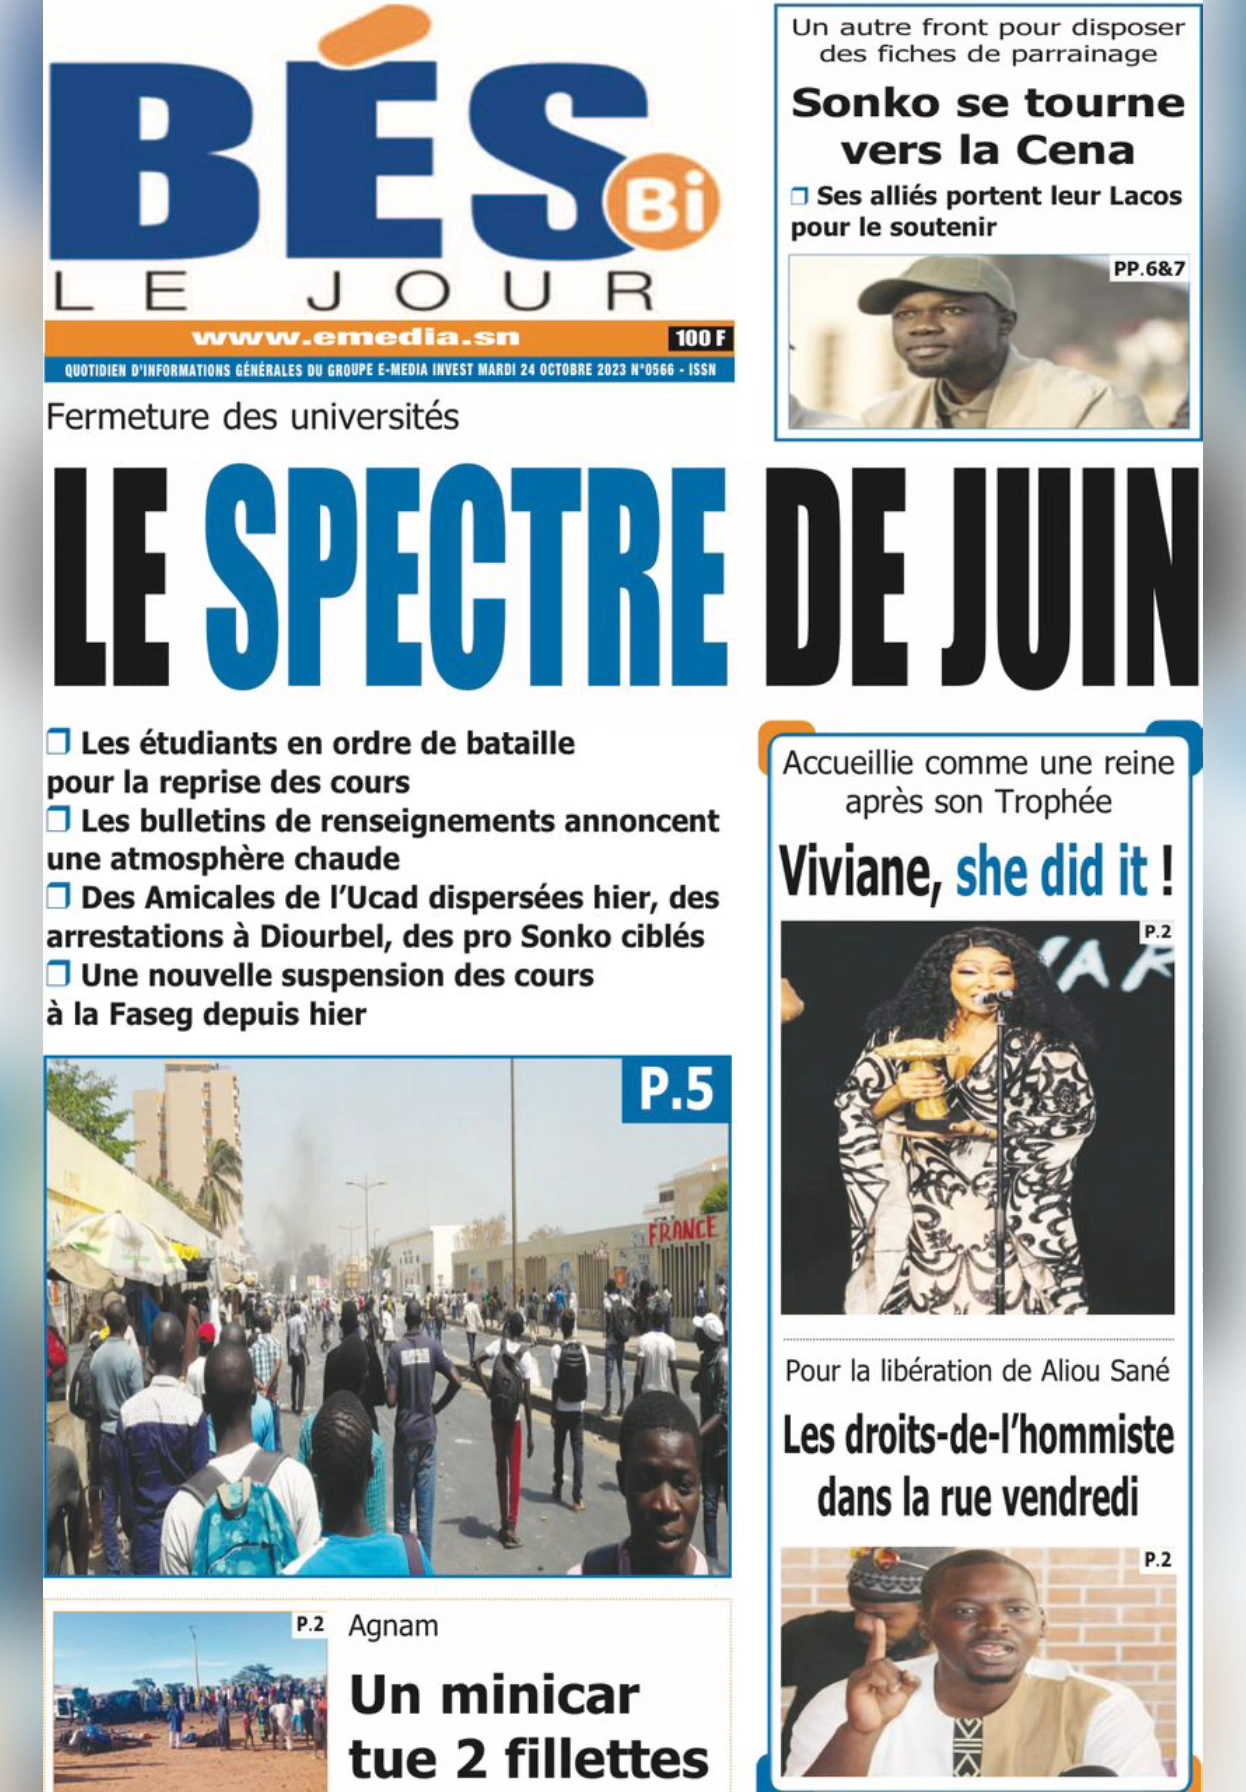 BÉS Bi
LE JOUR
www.emedia.sn
100 F
QUOTIDIEN D'INFORMATIONS GÉNÉRALES DU GROUPE E-MEDIA INVEST MARDI 24 OCTOBRE 2023 N°0566 - ISSN
Un autre front pour disposer
des fiches de parrainage
Sonko se tourne
vers la Cena
❒ Ses alliés portent leur Lacos
pour le soutenir
PP.6&7
Fermeture des universités
LE SPECTRE DE JUIN
❒ Les étudiants en ordre de bataille
pour la reprise des cours
❒ Les bulletins de renseignements annoncent
une atmosphère chaude
❒ Des Amicales de l'Ucad dispersées hier, des
arrestations à Diourbel, des pro Sonko ciblés
❒ Une nouvelle suspension des cours
à la Faseg depuis hier
P.5
FRANCE
Accueillie comme une reine
après son Trophée
Viviane, she did it !
P.2
Pour la libération de Aliou Sané
Les droits-de-l'hommiste
dans la rue vendredi
P.2
P.2
Agnam
Un minicar
tue 2 fillettes